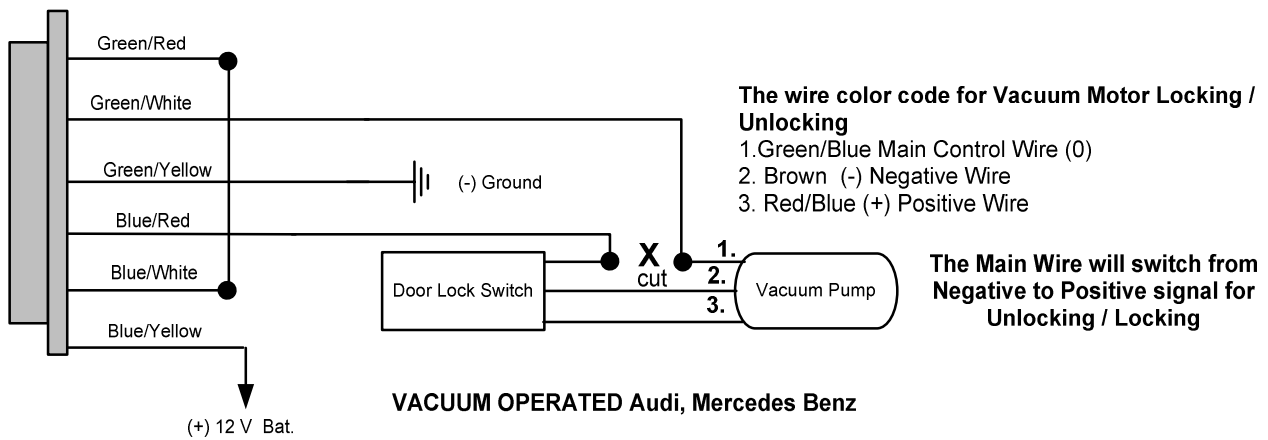 Green/Red
Green/White
Green/Yellow
(-) Ground
Blue/Red
Blue/White
Blue/Yellow
(+) 12 V Bat.
Door Lock Switch
X
cut
1.
2.
3.
Vacuum Pump
The wire color code for Vacuum Motor Locking /
Unlocking
1.Green/Blue Main Control Wire (0)
2. Brown (-) Negative Wire
3. Red/Blue (+) Positive Wire
The Main Wire will switch from
Negative to Positive signal for
Unlocking / Locking
VACUUM OPERATED Audi, Mercedes Benz